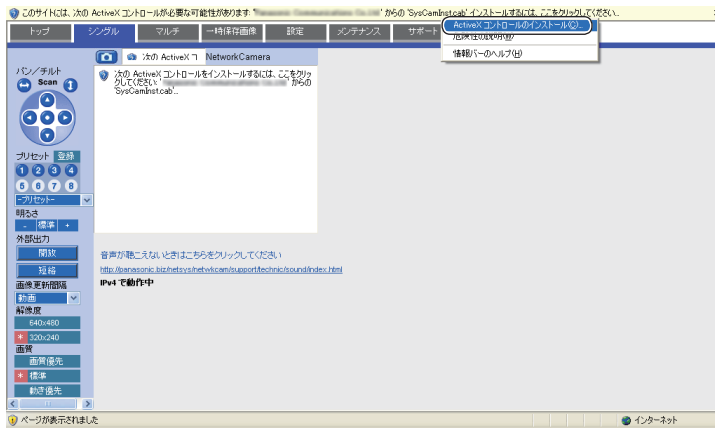 このサイトには、次の ActiveX コントロールが必要な可能性があります: ' ' からの 'SysCamInst.cab'. インストールするには、ここをクリックしてください...
ActiveX コントロールのインストール(C)...
危険性の説明(W)
情報バーのヘルプ(H)
トップ シングル マルチ 一時保存画像 設定 メンテナンス サポート
次の ActiveX コ NetworkCamera
次の ActiveX コントロールをインストールするには、ここをクリッ
クしてください: ' ' からの
'SysCamInst.cab'...
パン/チルト
Scan
プリセット 登録
1 2 3 4
5 6 7 8
-プリセット-
明るさ
- 標準 +
外部出力
開放
短絡
画像更新間隔
動画
解像度
640x480
* 320x240
画質
画質優先
* 標準
動き優先
音声が聴こえないときはこちらをクリックしてください
http://panasonic.biz/netsys/netwkcam/support/technic/sound/index.html
IPv4 で動作中
ページが表示されました
インターネット